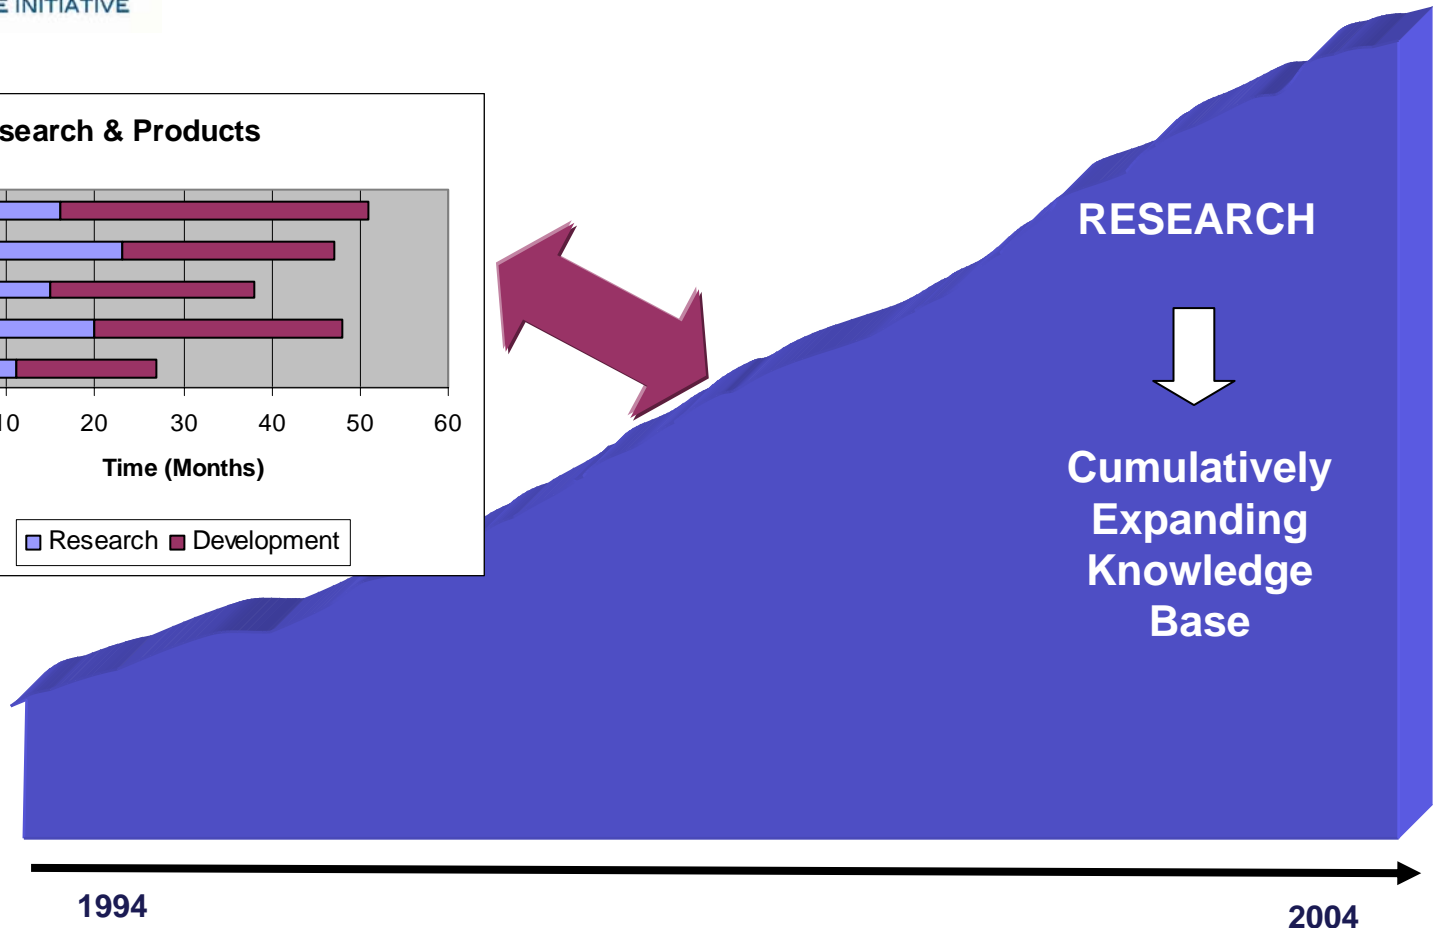 E INITIATIVE
search & Products
10 20 30 40 50 60
Time (Months)
Research Development
RESEARCH
Cumulatively
Expanding
Knowledge
Base
1994
2004